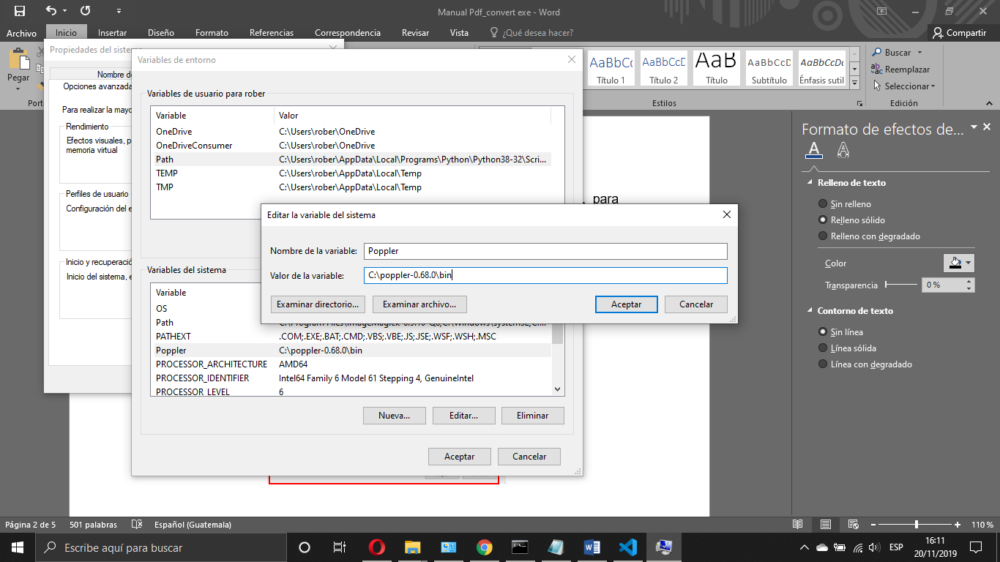 Manual Pdf_convert exe - Word
Archivo Inicio Insertar Diseño Formato Referencias Correspondencia Revisar Vista ¿Qué desea hacer? Compartir
Pegar
AaBbCc AaBbCcD AaB AaBbCcD AaBbCcDc
Título 1 Título 2 Título Subtítulo Énfasis sutil
Estilos
Buscar
Reemplazar
Seleccionar
Edición
Propiedades del sistema
Nombre de
Opciones avanzada
Para realizar la mayo
Rendimiento
Efectos visuales, p
memoria virtual
Perfiles de usuario
Configuración del e
Inicio y recuperació
Inicio del sistema, e
Variables de entorno
Variables de usuario para rober
Variable Valor
OneDrive C:\Users\rober\OneDrive
OneDriveConsumer C:\Users\rober\OneDrive
Path C:\Users\rober\AppData\Local\Programs\Python\Python38-32\Scri...
TEMP C:\Users\rober\AppData\Local\Temp
TMP C:\Users\rober\AppData\Local\Temp
para
Editar la variable del sistema
Nombre de la variable: Poppler
Valor de la variable: C:\poppler-0.68.0\bin
Examinar directorio... Examinar archivo... Aceptar Cancelar
Variables del sistema
Variable
OS
Path
PATHEXT .COM;.EXE;.BAT;.CMD;.VBS;.VBE;.JS;.JSE;.WSF;.WSH;.MSC
Poppler C:\poppler-0.68.0\bin
PROCESSOR_ARCHITECTURE AMD64
PROCESSOR_IDENTIFIER Intel64 Family 6 Model 61 Stepping 4, GenuineIntel
PROCESSOR_LEVEL 6
Nueva... Editar... Eliminar
Aceptar Cancelar
Formato de efectos de...
Relleno de texto
Sin relleno
Relleno sólido
Relleno con degradado
Color
Transparencia 0 %
Contorno de texto
Sin línea
Línea sólida
Línea con degradado
Página 2 de 5 501 palabras Español (Guatemala) 110 %
Escribe aquí para buscar
ESP
16:11
20/11/2019